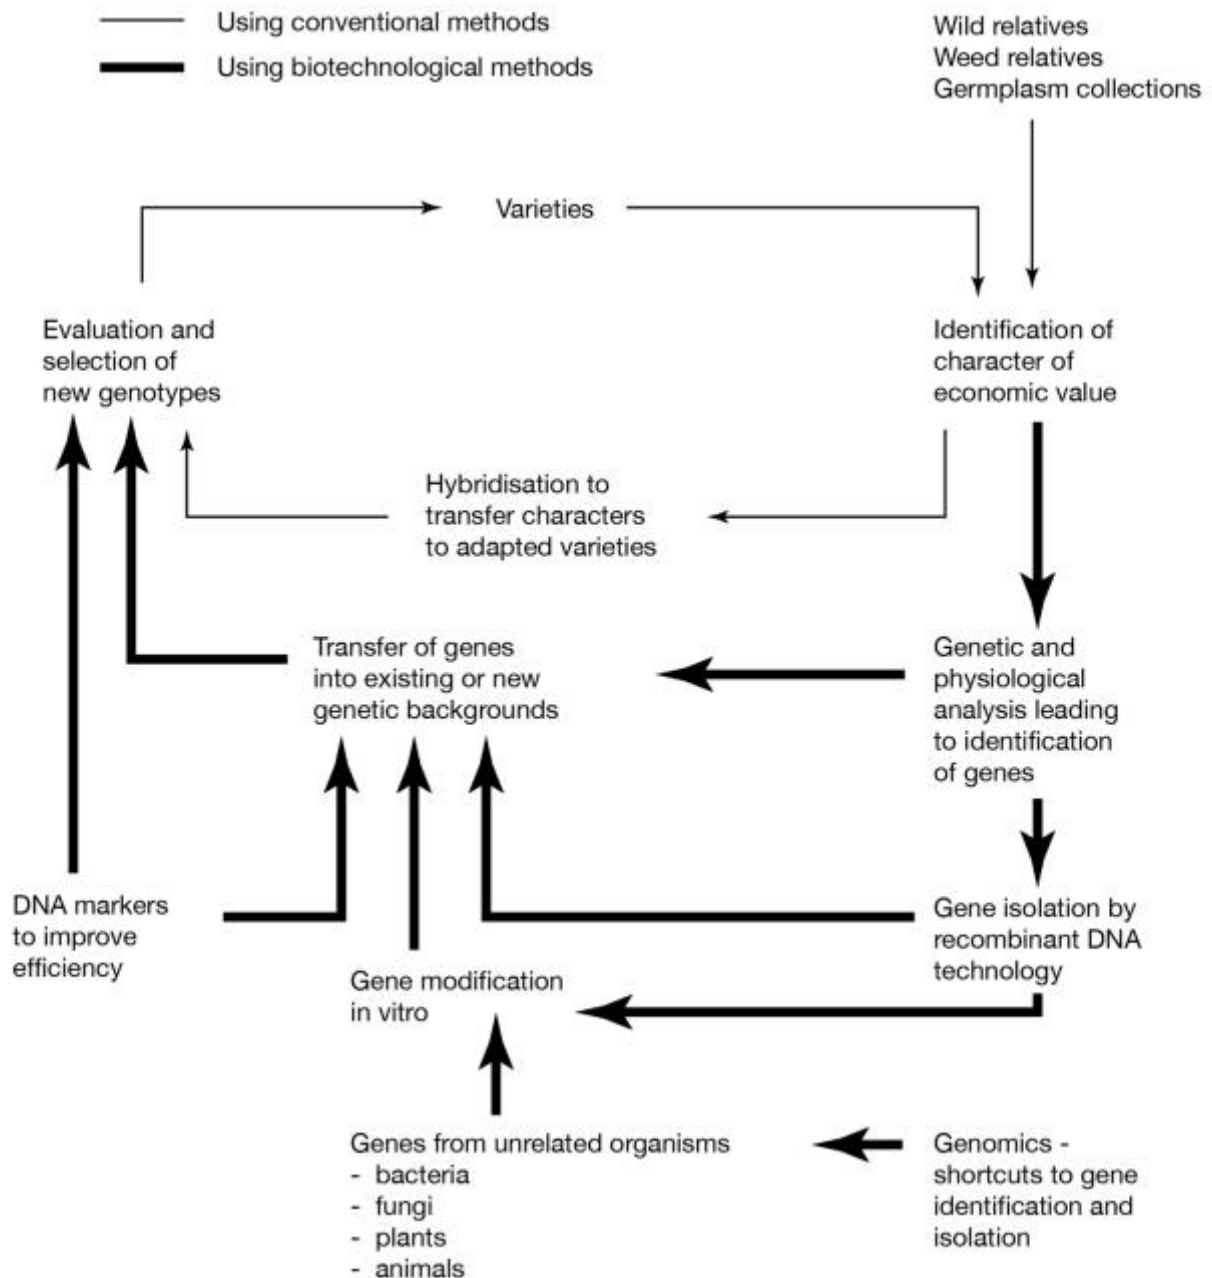 Using conventional methods
Using biotechnological methods
Wild relatives
Weed relatives
Germplasm collections
Varieties
Evaluation and
selection of
new genotypes
Identification of
character of
economic value
Hybridisation to
transfer characters
to adapted varieties
Transfer of genes
into existing or new
genetic backgrounds
Genetic and
physiological
analysis leading
to identification
of genes
DNA markers
to improve
efficiency
Gene isolation by
recombinant DNA
technology
Gene modification
in vitro
Genes from unrelated organisms
- bacteria
- fungi
- plants
- animals
Genomics -
shortcuts to gene
identification and
isolation